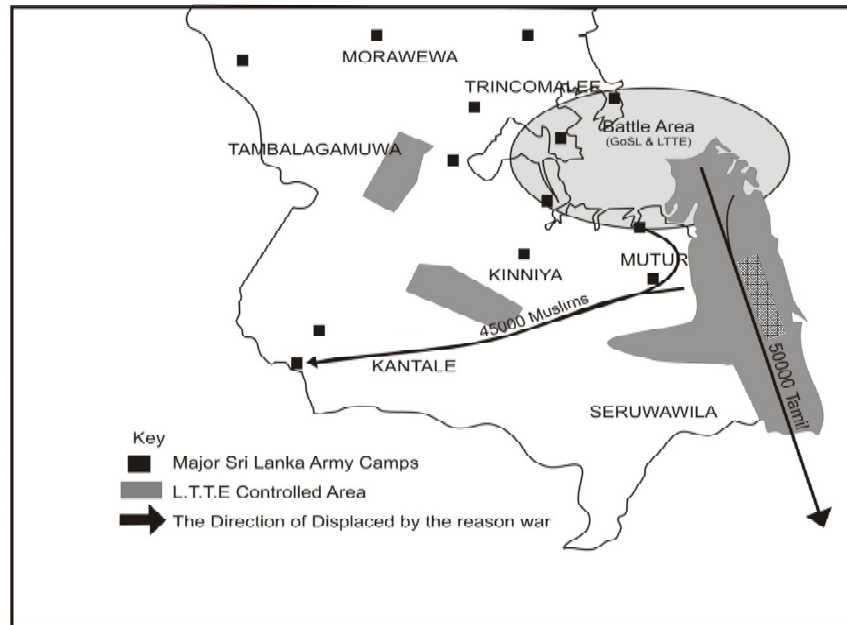 MORAWEWA
TRINCOMALEE
Battle Area
(GoSL & LTTE)
TAMBALAGAMUWA
KINNIYA
MUTUR
45000 Muslims
KANTALE
50000 Tamil
SERUWAWILA
Key
Major Sri Lanka Army Camps
L.T.T.E Controlled Area
The Direction of Displaced by the reason war